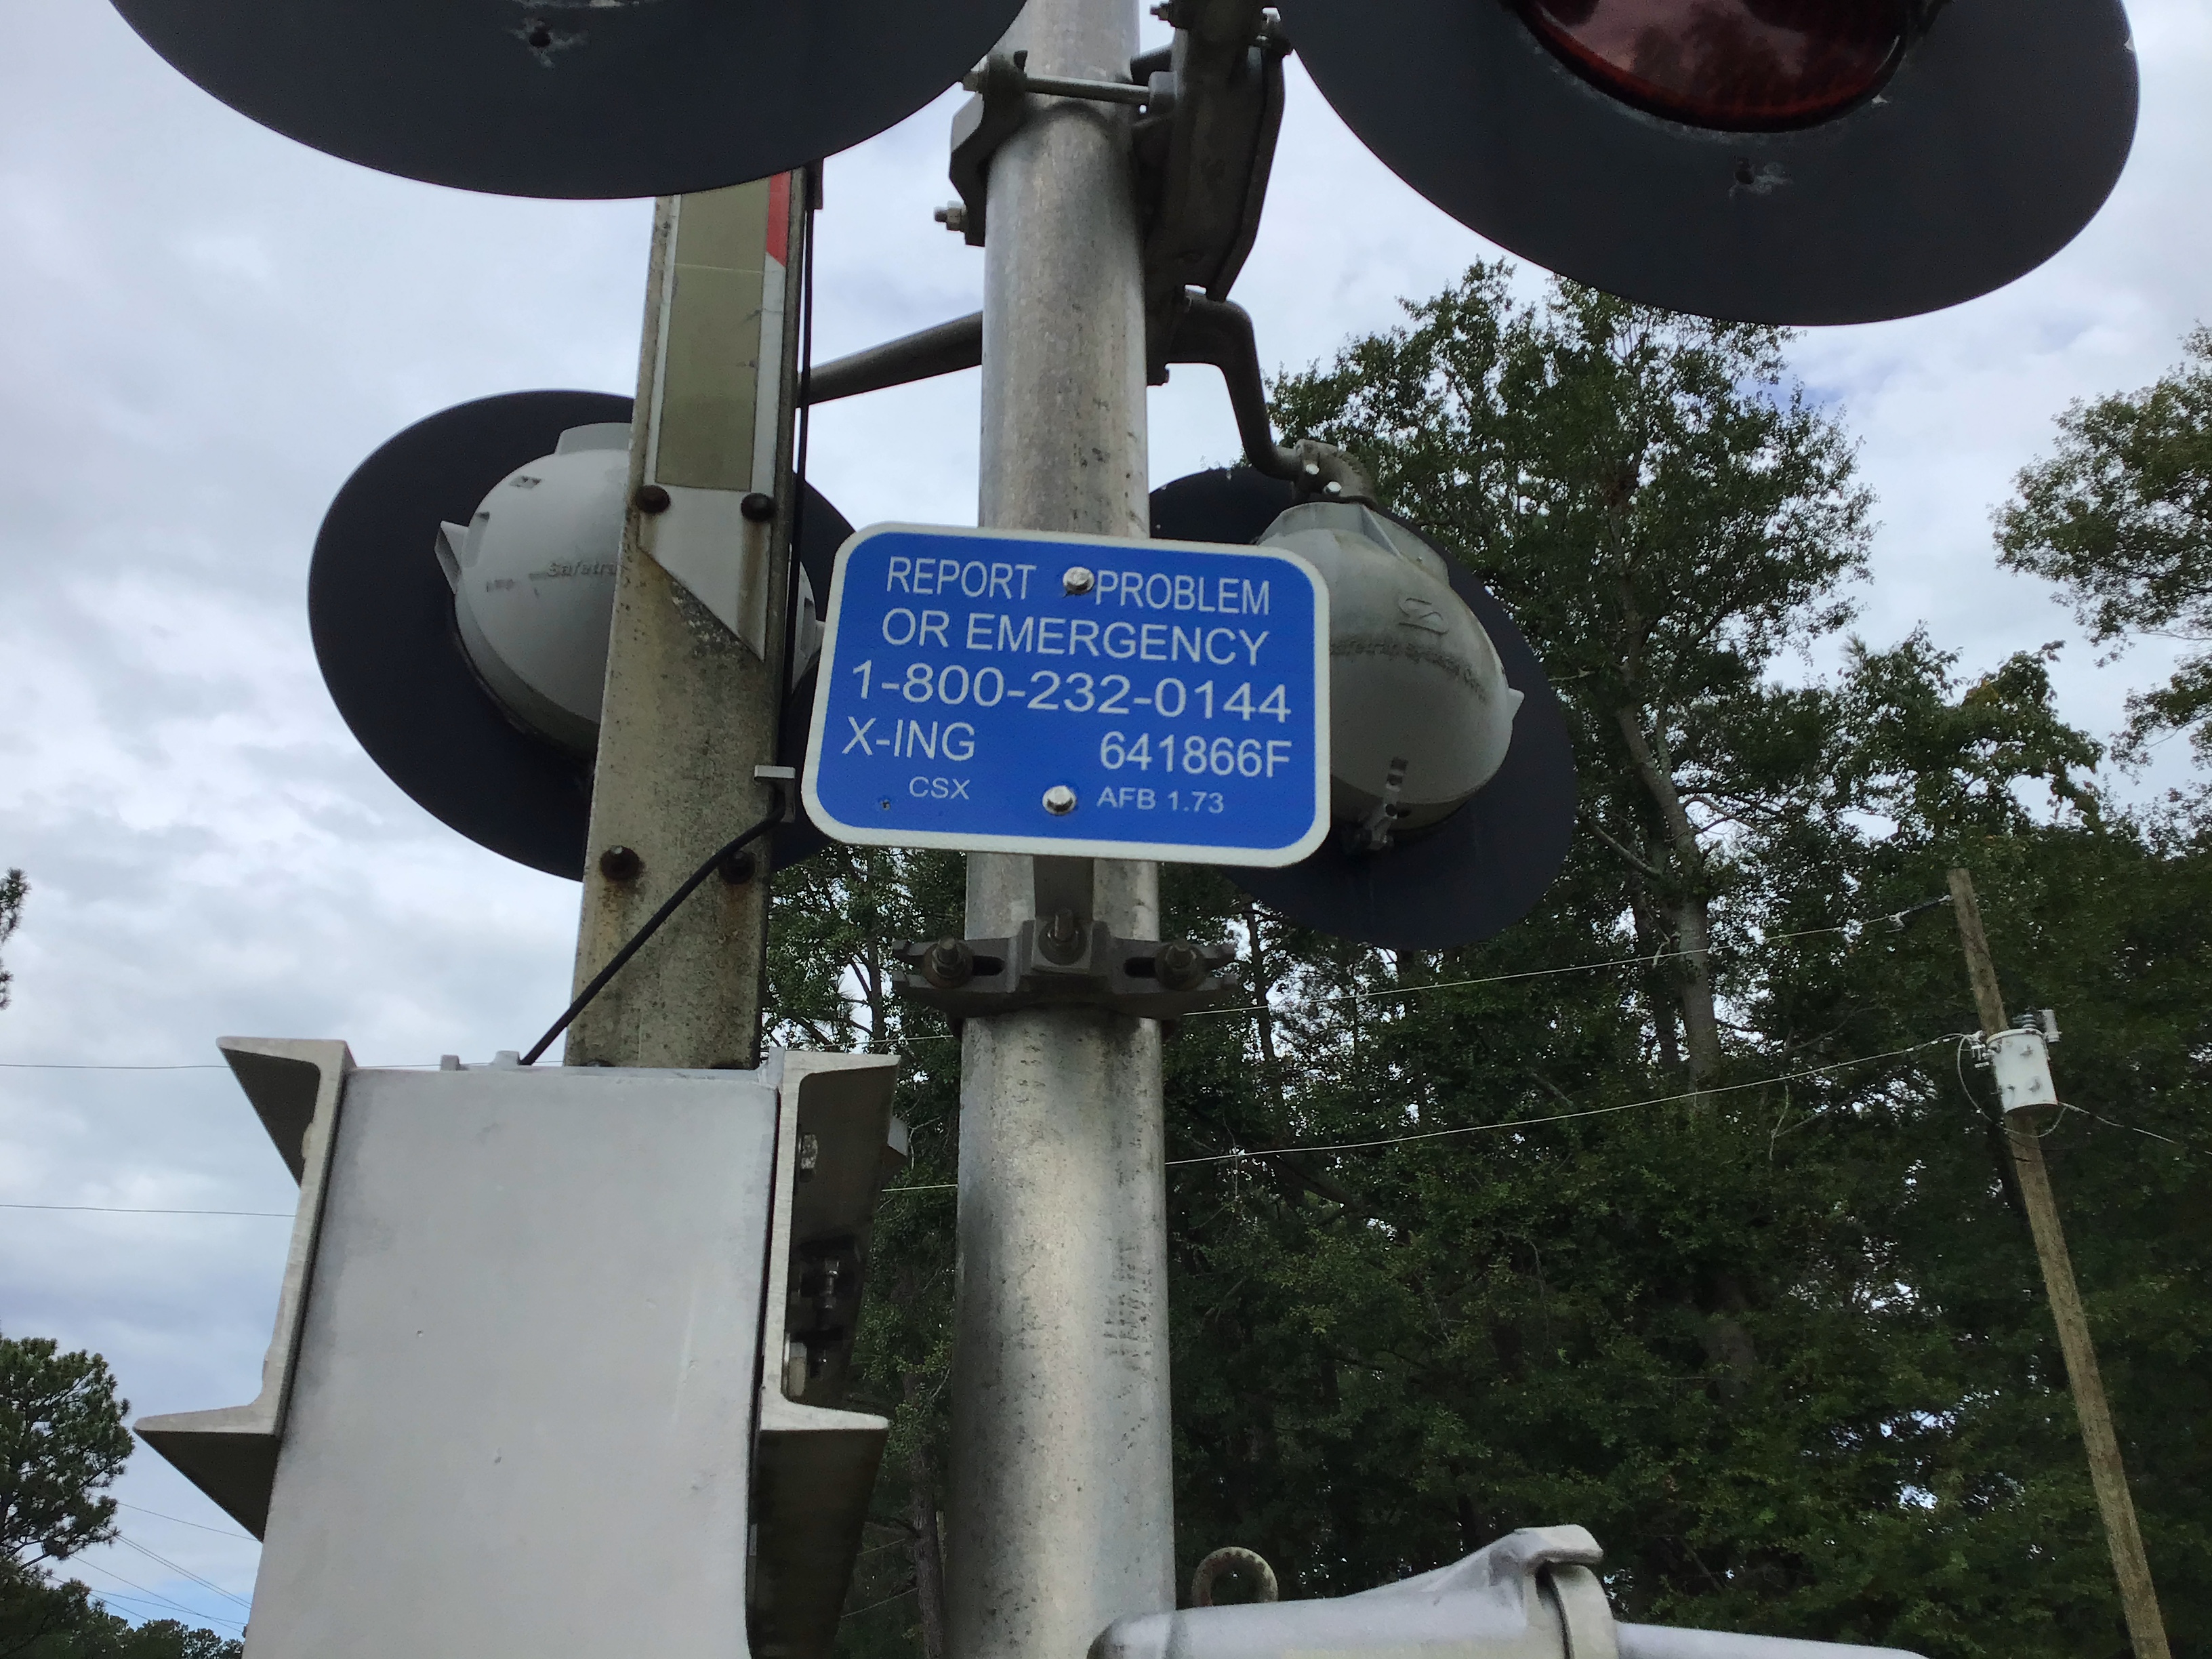 REPORT PROBLEM
OR EMERGENCY
1-800-232-0144
X-ING 641866F
CSX AFB 1.73